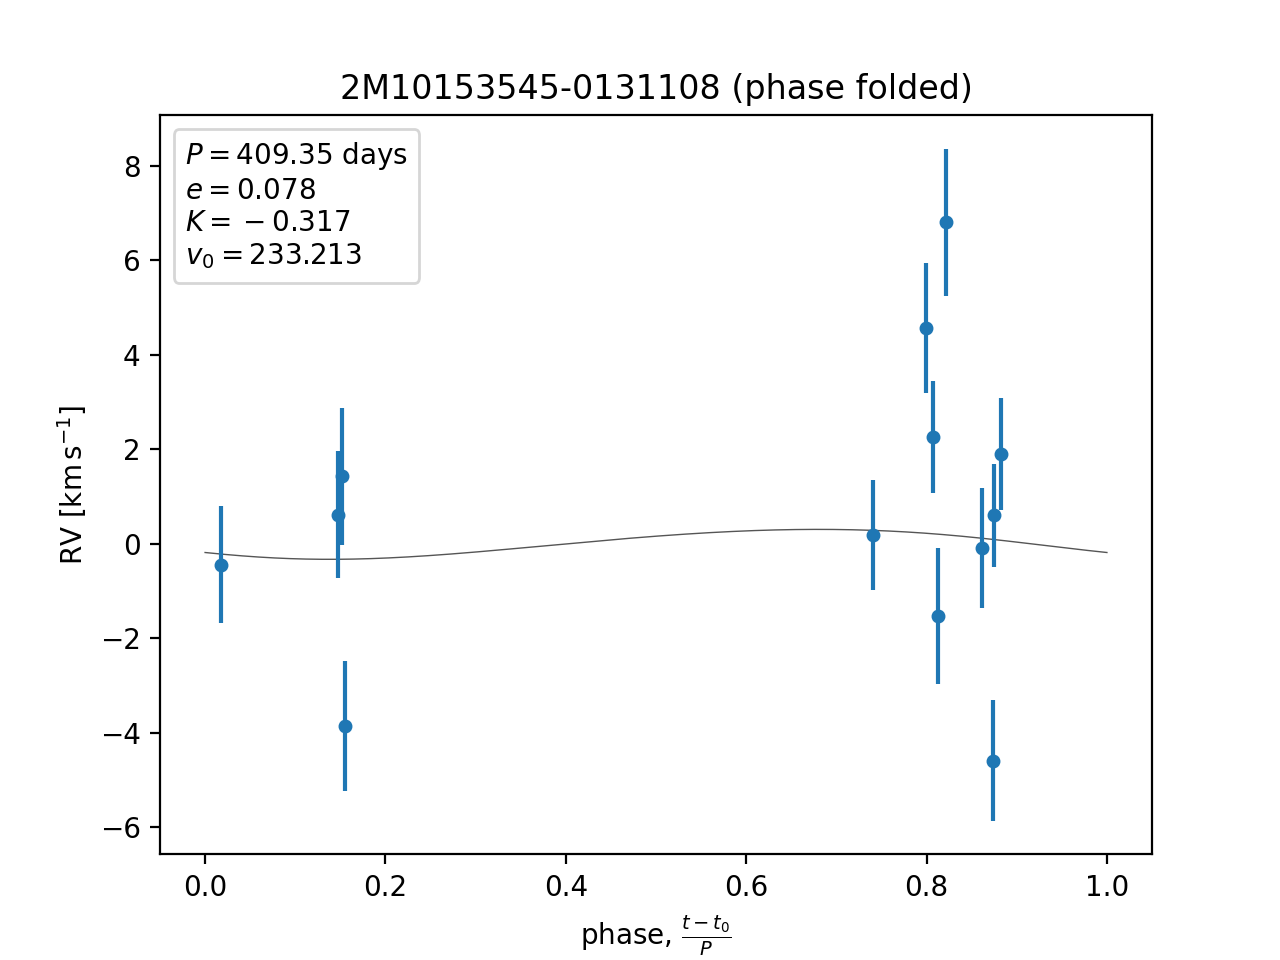 2M10153545-0131108 (phase folded)
P = 409.35 days
e = 0.078
K = −0.317
v₀ = 233.213
8
6
4
2
0
−2
−4
−6
RV [km s⁻¹]
0.0 0.2 0.4 0.6 0.8 1.0
phase, (t − t₀)/P